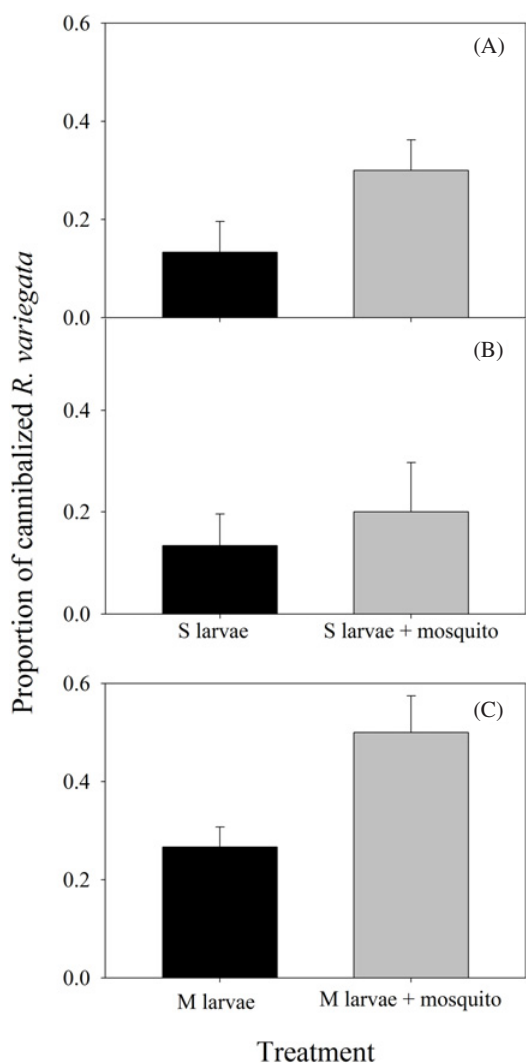 Proportion of cannibalized R. variegata
0.6
(A)
0.4
0.2
0.0
(B)
0.4
0.2
0.0
S larvae
S larvae + mosquito
0.6
(C)
0.4
0.2
0.0
M larvae
M larvae + mosquito
Treatment